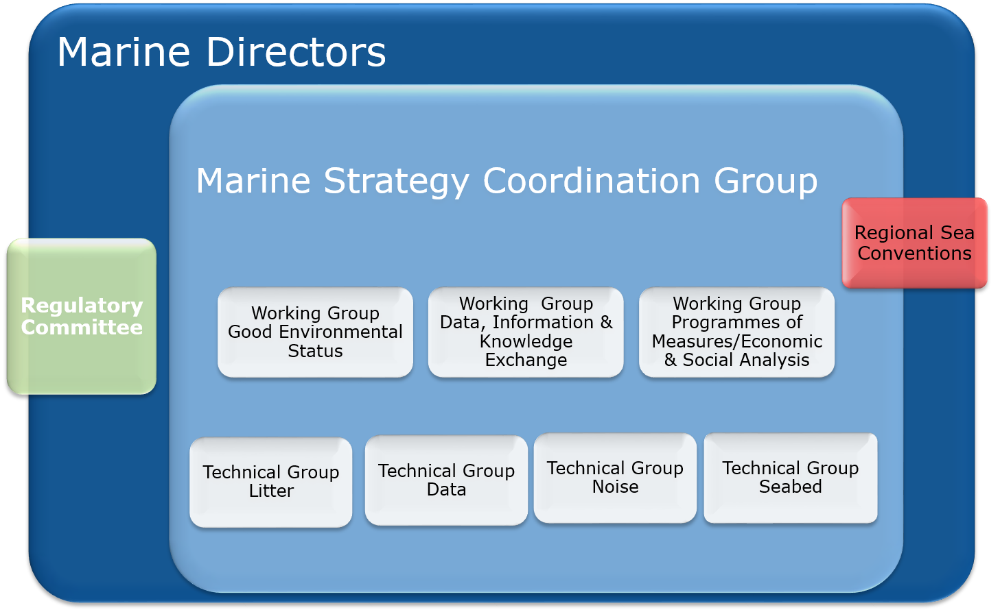 Marine Directors
Marine Strategy Coordination Group
Regional Sea
Conventions
Regulatory
Committee
Working Group
Good Environmental
Status
Working  Group
Data, Information &
Knowledge
Exchange
Working Group
Programmes of
Measures/Economic
& Social Analysis
Technical Group
Litter
Technical Group
Data
Technical Group
Noise
Technical Group
Seabed